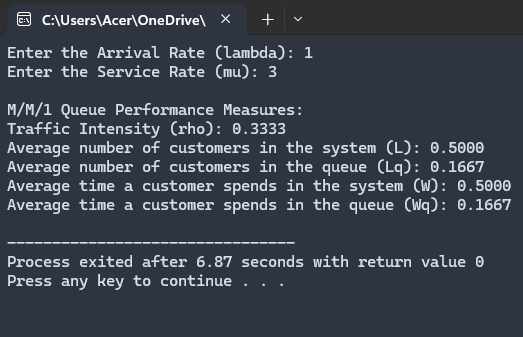 C:\Users\Acer\OneDrive\
Enter the Arrival Rate (lambda): 1
Enter the Service Rate (mu): 3
M/M/1 Queue Performance Measures:
Traffic Intensity (rho): 0.3333
Average number of customers in the system (L): 0.5000
Average number of customers in the queue (Lq): 0.1667
Average time a customer spends in the system (W): 0.5000
Average time a customer spends in the queue (Wq): 0.1667
--------------------------------
Process exited after 6.87 seconds with return value 0
Press any key to continue . . .